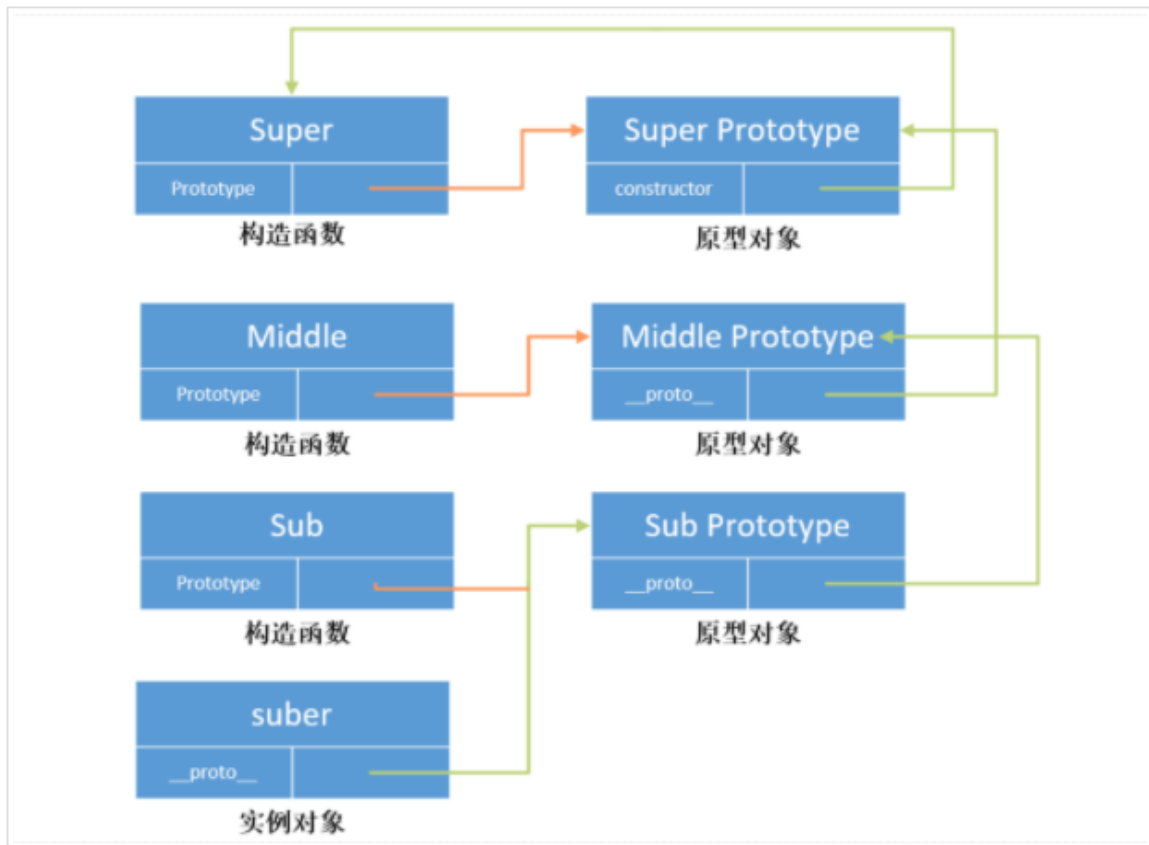 Super
Super Prototype
Prototype
constructor
构造函数
原型对象
Middle
Middle Prototype
Prototype
__proto__
构造函数
原型对象
Sub
Sub Prototype
Prototype
__proto__
构造函数
原型对象
suber
__proto__
实例对象